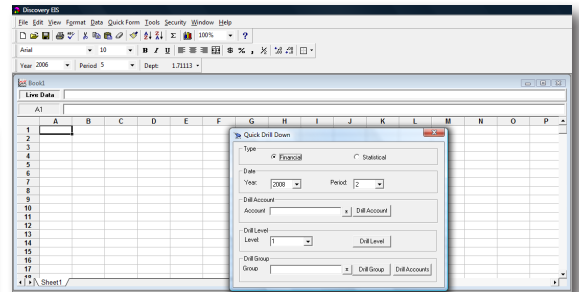 Discovery EIS
File Edit View Format Data Quick Form Tools Security Window Help
Σ 100% ?
Arial 10 B I U $ % ,
Year 2006 Period 5 Dept: 1.71113
Book1
Live Data
A1
A B C D E F G H I J K L M N O P
1
2
3
4
5
6
7
8
9
10
11
12
13
14
15
16
17
18
Sheet1
Quick Drill Down
Type
Financial Statistical
Date
Year: 2008 Period: 2
Drill Account
Account Drill Account
Drill Level
Level: 1 Drill Level
Drill Group
Group Drill Group Drill Accounts